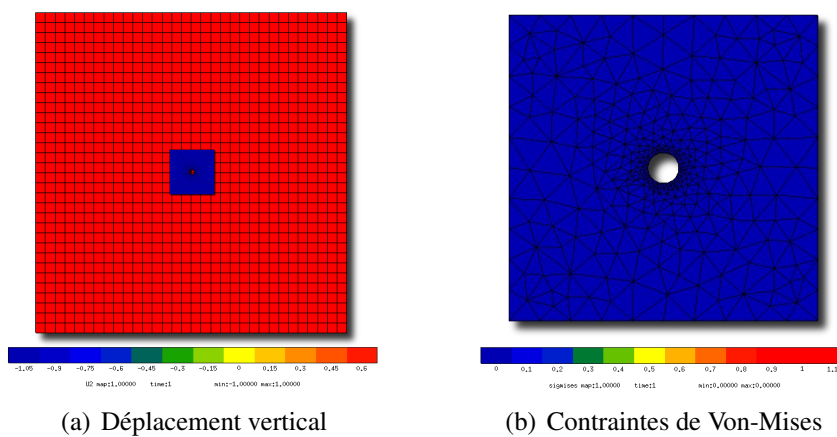 -1.05 -0.9 -0.75 -0.6 -0.45 -0.3 -0.15 0 0.15 0.3 0.45 0.6
U2 map:1.00000 time:1 min:-1.00000 max:1.00000
(a) Déplacement vertical
0 0.1 0.2 0.3 0.4 0.5 0.6 0.7 0.8 0.9 1 1.1
sigmises map:1.00000 time:1 min:0.00000 max:0.00000
(b) Contraintes de Von-Mises